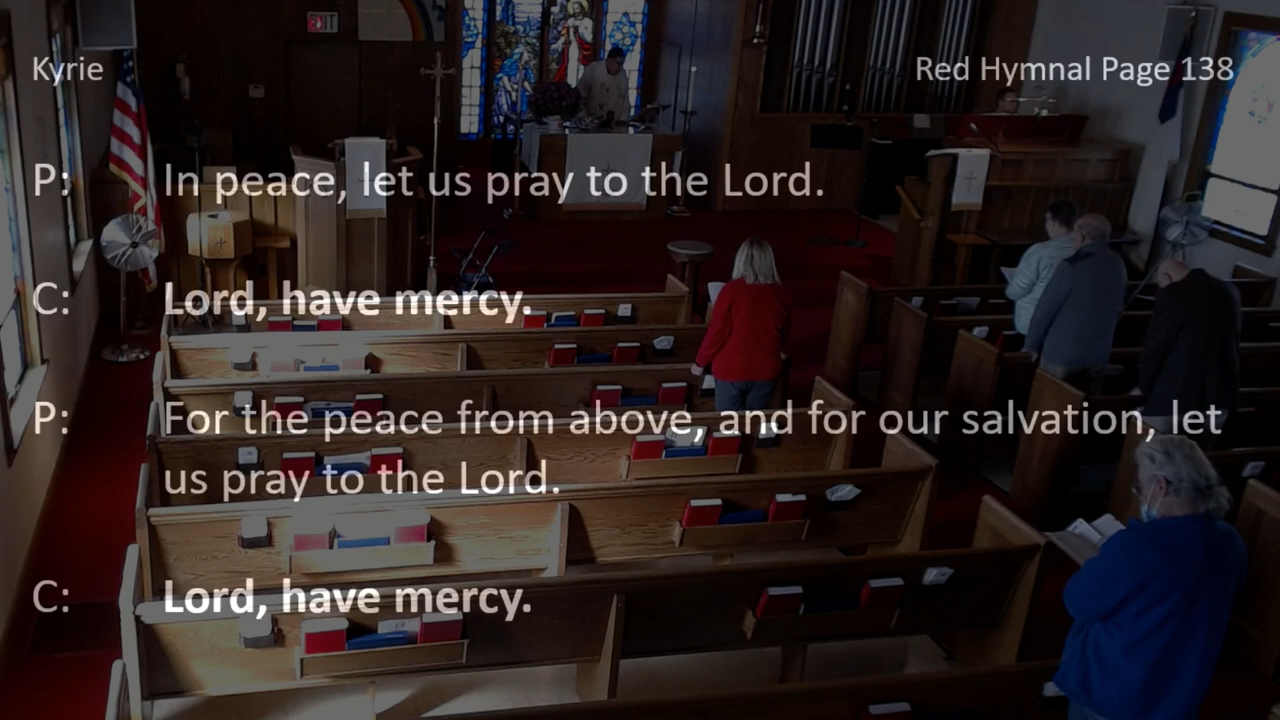 EXIT
Kyrie
Red Hymnal Page 138
P: In peace, let us pray to the Lord.
C: Lord, have mercy.
P: For the peace from above, and for our salvation, let
us pray to the Lord.
C: Lord, have mercy.